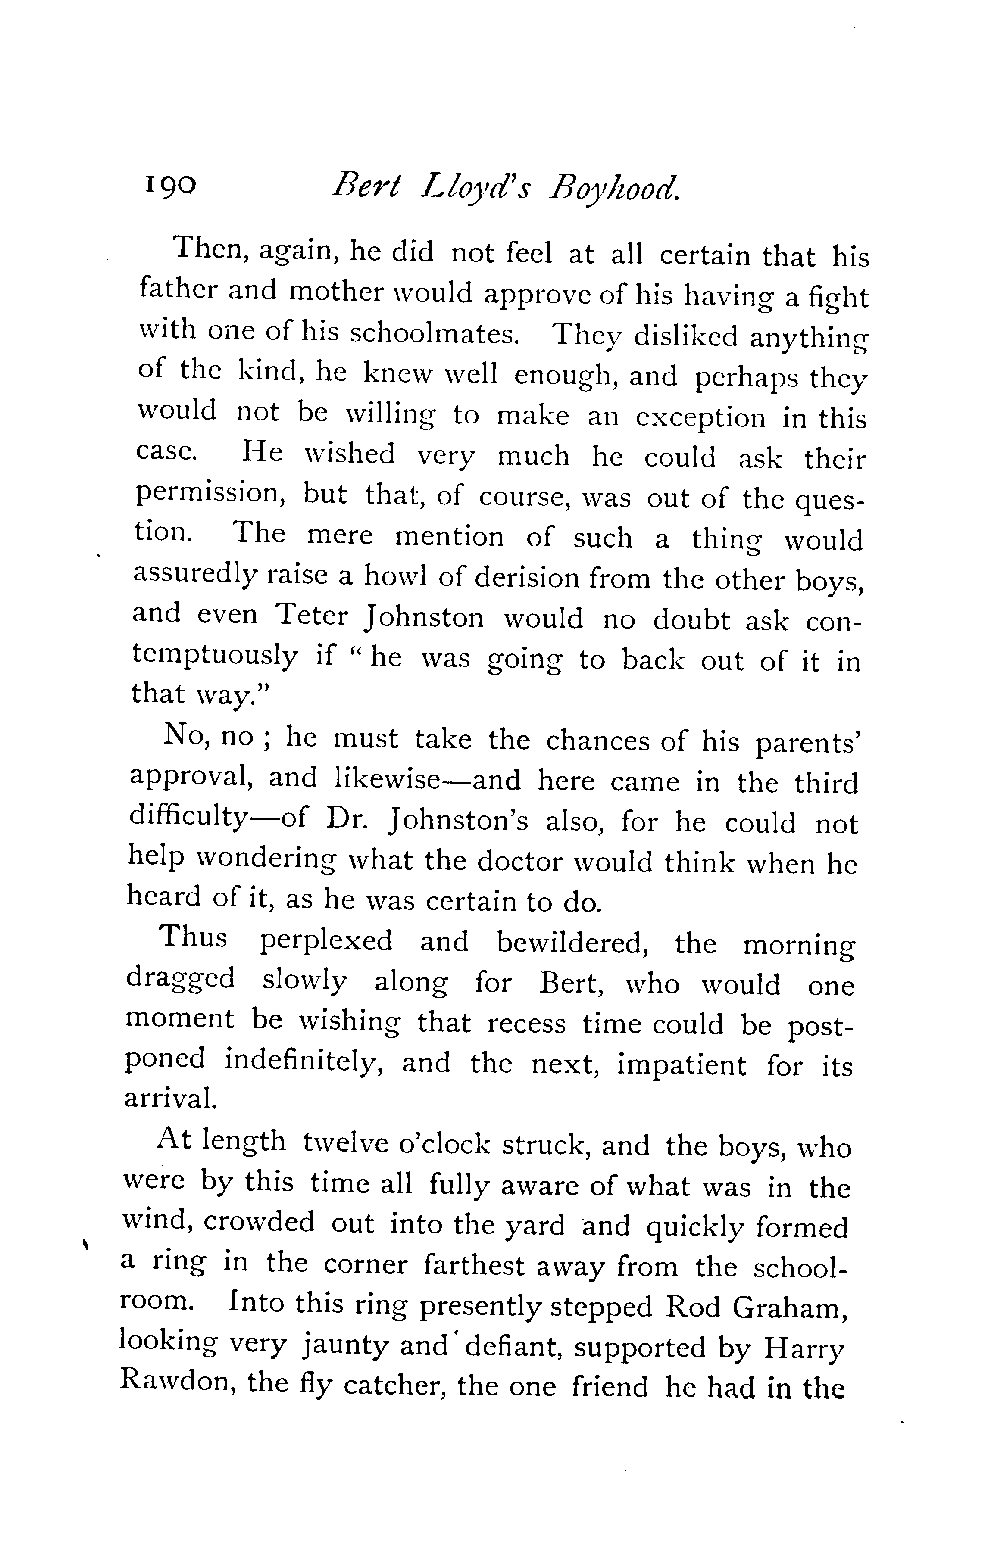 190 Bert Lloyd's Boyhood.
Then, again, he did not feel at all certain that his
father and mother would approve of his having a fight
with one of his schoolmates. They disliked anything
of the kind, he knew well enough, and perhaps they
would not be willing to make an exception in this
case. He wished very much he could ask their
permission, but that, of course, was out of the ques-
tion. The mere mention of such a thing would
assuredly raise a howl of derision from the other boys,
and even Teter Johnston would no doubt ask con-
temptuously if " he was going to back out of it in
that way."
No, no ; he must take the chances of his parents'
approval, and likewise—and here came in the third
difficulty—of Dr. Johnston's also, for he could not
help wondering what the doctor would think when he
heard of it, as he was certain to do.
Thus perplexed and bewildered, the morning
dragged slowly along for Bert, who would one
moment be wishing that recess time could be post-
poned indefinitely, and the next, impatient for its
arrival.
At length twelve o'clock struck, and the boys, who
were by this time all fully aware of what was in the
wind, crowded out into the yard and quickly formed
a ring in the corner farthest away from the school-
room. Into this ring presently stepped Rod Graham,
looking very jaunty and defiant, supported by Harry
Rawdon, the fly catcher, the one friend he had in the